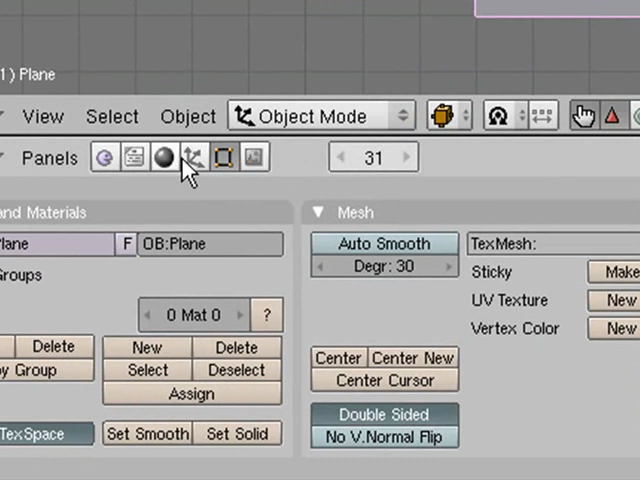 1) Plane
View Select Object Object Mode
Panels 31
and Materials Mesh
lane F OB:Plane Auto Smooth TexMesh:
Groups Degr: 30 Sticky Make
0 Mat 0 ? UV Texture New
Vertex Color New
Delete New Delete Center Center New
y Group Select Deselect Center Cursor
Assign
Double Sided
TexSpace Set Smooth Set Solid No V.Normal Flip